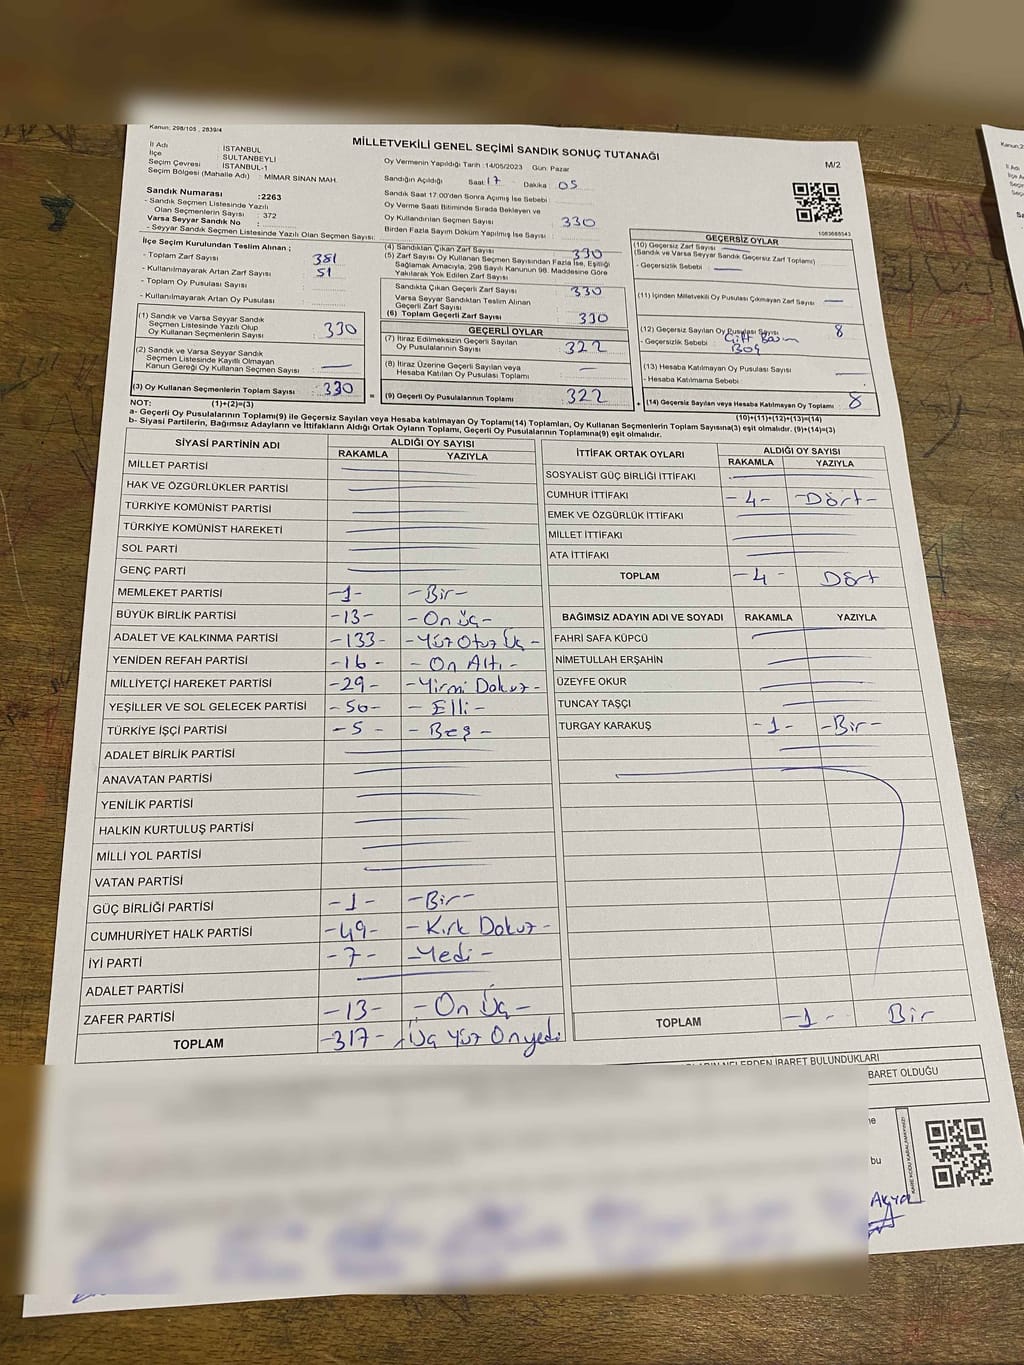 Kanun: 298/105 , 2839/4
MİLLETVEKİLİ GENEL SEÇİMİ SANDIK SONUÇ TUTANAĞI
M/2
İl Adı : İSTANBUL
İlçe : SULTANBEYLİ
Seçim Çevresi : İSTANBUL-1
Seçim Bölgesi (Mahalle Adı) : MİMAR SİNAN MAH.
Sandık Numarası :2263
- Sandık Seçmen Listesinde Yazılı
Olan Seçmenlerin Sayısı : 372
Varsa Seyyar Sandık No :
- Seyyar Sandık Seçmen Listesinde Yazılı Olan Seçmen Sayısı:
Oy Vermenin Yapıldığı Tarih :14/05/2023 Gün: Pazar
Sandığın Açıldığı Saat 17 Dakika 05
Sandık Saat 17:00'den Sonra Açımış İse Sebebi :
Oy Verme Saati Bitiminde Sırada Bekleyen ve
Oy Kullandırılan Seçmen Sayısı : 330
Birden Fazla Sayım Döküm Yapılmış İse Sayısı :
1083688543
İlçe Seçim Kurulundan Teslim Alınan ;
- Toplam Zarf Sayısı : 381
- Kullanılmayarak Artan Zarf Sayısı : 51
- Toplam Oy Pusulası Sayısı :
- Kullanılmayarak Artan Oy Pusulası :
(4) Sandıktan Çıkan Zarf Sayısı : 330
(5) Zarf Sayısı Oy Kullanan Seçmen Sayısından Fazla İse, Eşitliği
Sağlamak Amacıyla, 298 Sayılı Kanunun 98. Maddesine Göre
Yakılarak Yok Edilen Zarf Sayısı :
Sandıkta Çıkan Geçerli Zarf Sayısı : 330
Varsa Seyyar Sandıktan Teslim Alınan
Geçerli Zarf Sayısı :
(6) Toplam Geçerli Zarf Sayısı : 330
GEÇERSİZ OYLAR
(10) Geçersiz Zarf Sayısı :
(Sandık ve Varsa Seyyar Sandık Geçersiz Zarf Toplamı)
- Geçersizlik Sebebi :
(11) İçinden Milletvekili Oy Pusulası Çıkmayan Zarf Sayısı :
(12) Geçersiz Sayılan Oy Pusulası Sayısı : 8
- Geçersizlik Sebebi : Çift Basım
Boş
(13) Hesaba Katılmayan Oy Pusulası Sayısı :
- Hesaba Katılmama Sebebi :
(14) Geçersiz Sayılan veya Hesaba Katılmayan Oy Toplamı : 8
(1) Sandık ve Varsa Seyyar Sandık
Seçmen Listesinde Yazılı Olup
Oy Kullanan Seçmenlerin Sayısı : 330
(2) Sandık ve Varsa Seyyar Sandık
Seçmen Listesinde Kayıtlı Olmayan
Kanun Gereği Oy Kullanan Seçmen Sayısı :
(3) Oy Kullanan Seçmenlerin Toplam Sayısı : 330
GEÇERLİ OYLAR
(7) İtiraz Edilmeksizin Geçerli Sayılan
Oy Pusulalarının Sayısı : 322
(8) İtiraz Üzerine Geçerli Sayılan veya
Hesaba Katılan Oy Pusulası Toplamı :
(9) Geçerli Oy Pusulalarının Toplamı : 322
NOT: (1)+(2)=(3)
(10)+(11)+(12)+(13)=(14)
a- Geçerli Oy Pusulalarının Toplamı(9) ile Geçersiz Sayılan veya Hesaba katılmayan Oy Toplamı(14) Toplamları, Oy Kullanan Seçmenlerin Toplam Sayısına(3) eşit olmalıdır. (9)+(14)=(3)
b- Siyasi Partilerin, Bağımsız Adayların ve İttifakların Aldığı Ortak Oyların Toplamı, Geçerli Oy Pusulalarının Toplamına(9) eşit olmalıdır.
SİYASİ PARTİNİN ADI ALDIĞI OY SAYISI
RAKAMLA YAZIYLA
MİLLET PARTİSİ
HAK VE ÖZGÜRLÜKLER PARTİSİ
TÜRKİYE KOMÜNİST PARTİSİ
TÜRKİYE KOMÜNİST HAREKETİ
SOL PARTİ
GENÇ PARTİ
MEMLEKET PARTİSİ -1- -Bir-
BÜYÜK BİRLİK PARTİSİ -13- -On Üç-
ADALET VE KALKINMA PARTİSİ -133- -Yüz Otuz Üç-
YENİDEN REFAH PARTİSİ -16- -On Altı-
MİLLİYETÇİ HAREKET PARTİSİ -29- -Yirmi Dokuz-
YEŞİLLER VE SOL GELECEK PARTİSİ -50- -Elli-
TÜRKİYE İŞÇİ PARTİSİ -5- -Beş-
ADALET BİRLİK PARTİSİ
ANAVATAN PARTİSİ
YENİLİK PARTİSİ
HALKIN KURTULUŞ PARTİSİ
MİLLİ YOL PARTİSİ
VATAN PARTİSİ
GÜÇ BİRLİĞİ PARTİSİ -1- -Bir-
CUMHURİYET HALK PARTİSİ -49- -Kırk Dokuz-
İYİ PARTİ -7- -Yedi-
ADALET PARTİSİ
ZAFER PARTİSİ -13- -On Üç-
TOPLAM -317- -Üç Yüz Onyedi
İTTİFAK ORTAK OYLARI ALDIĞI OY SAYISI
RAKAMLA YAZIYLA
SOSYALİST GÜÇ BİRLİĞİ İTTİFAKI
CUMHUR İTTİFAKI -4- -Dört-
EMEK VE ÖZGÜRLÜK İTTİFAKI
MİLLET İTTİFAKI
ATA İTTİFAKI
TOPLAM -4- Dört
BAĞIMSIZ ADAYIN ADI VE SOYADI RAKAMLA YAZIYLA
FAHRİ SAFA KÜPCÜ
NİMETULLAH ERŞAHİN
ÜZEYFE OKUR
TUNCAY TAŞÇI
TURGAY KARAKUŞ -1- -Bir-
TOPLAM -1- Bir
NELERDEN İBARET BULUNDUKLARI
BARET OLDUĞU
bu